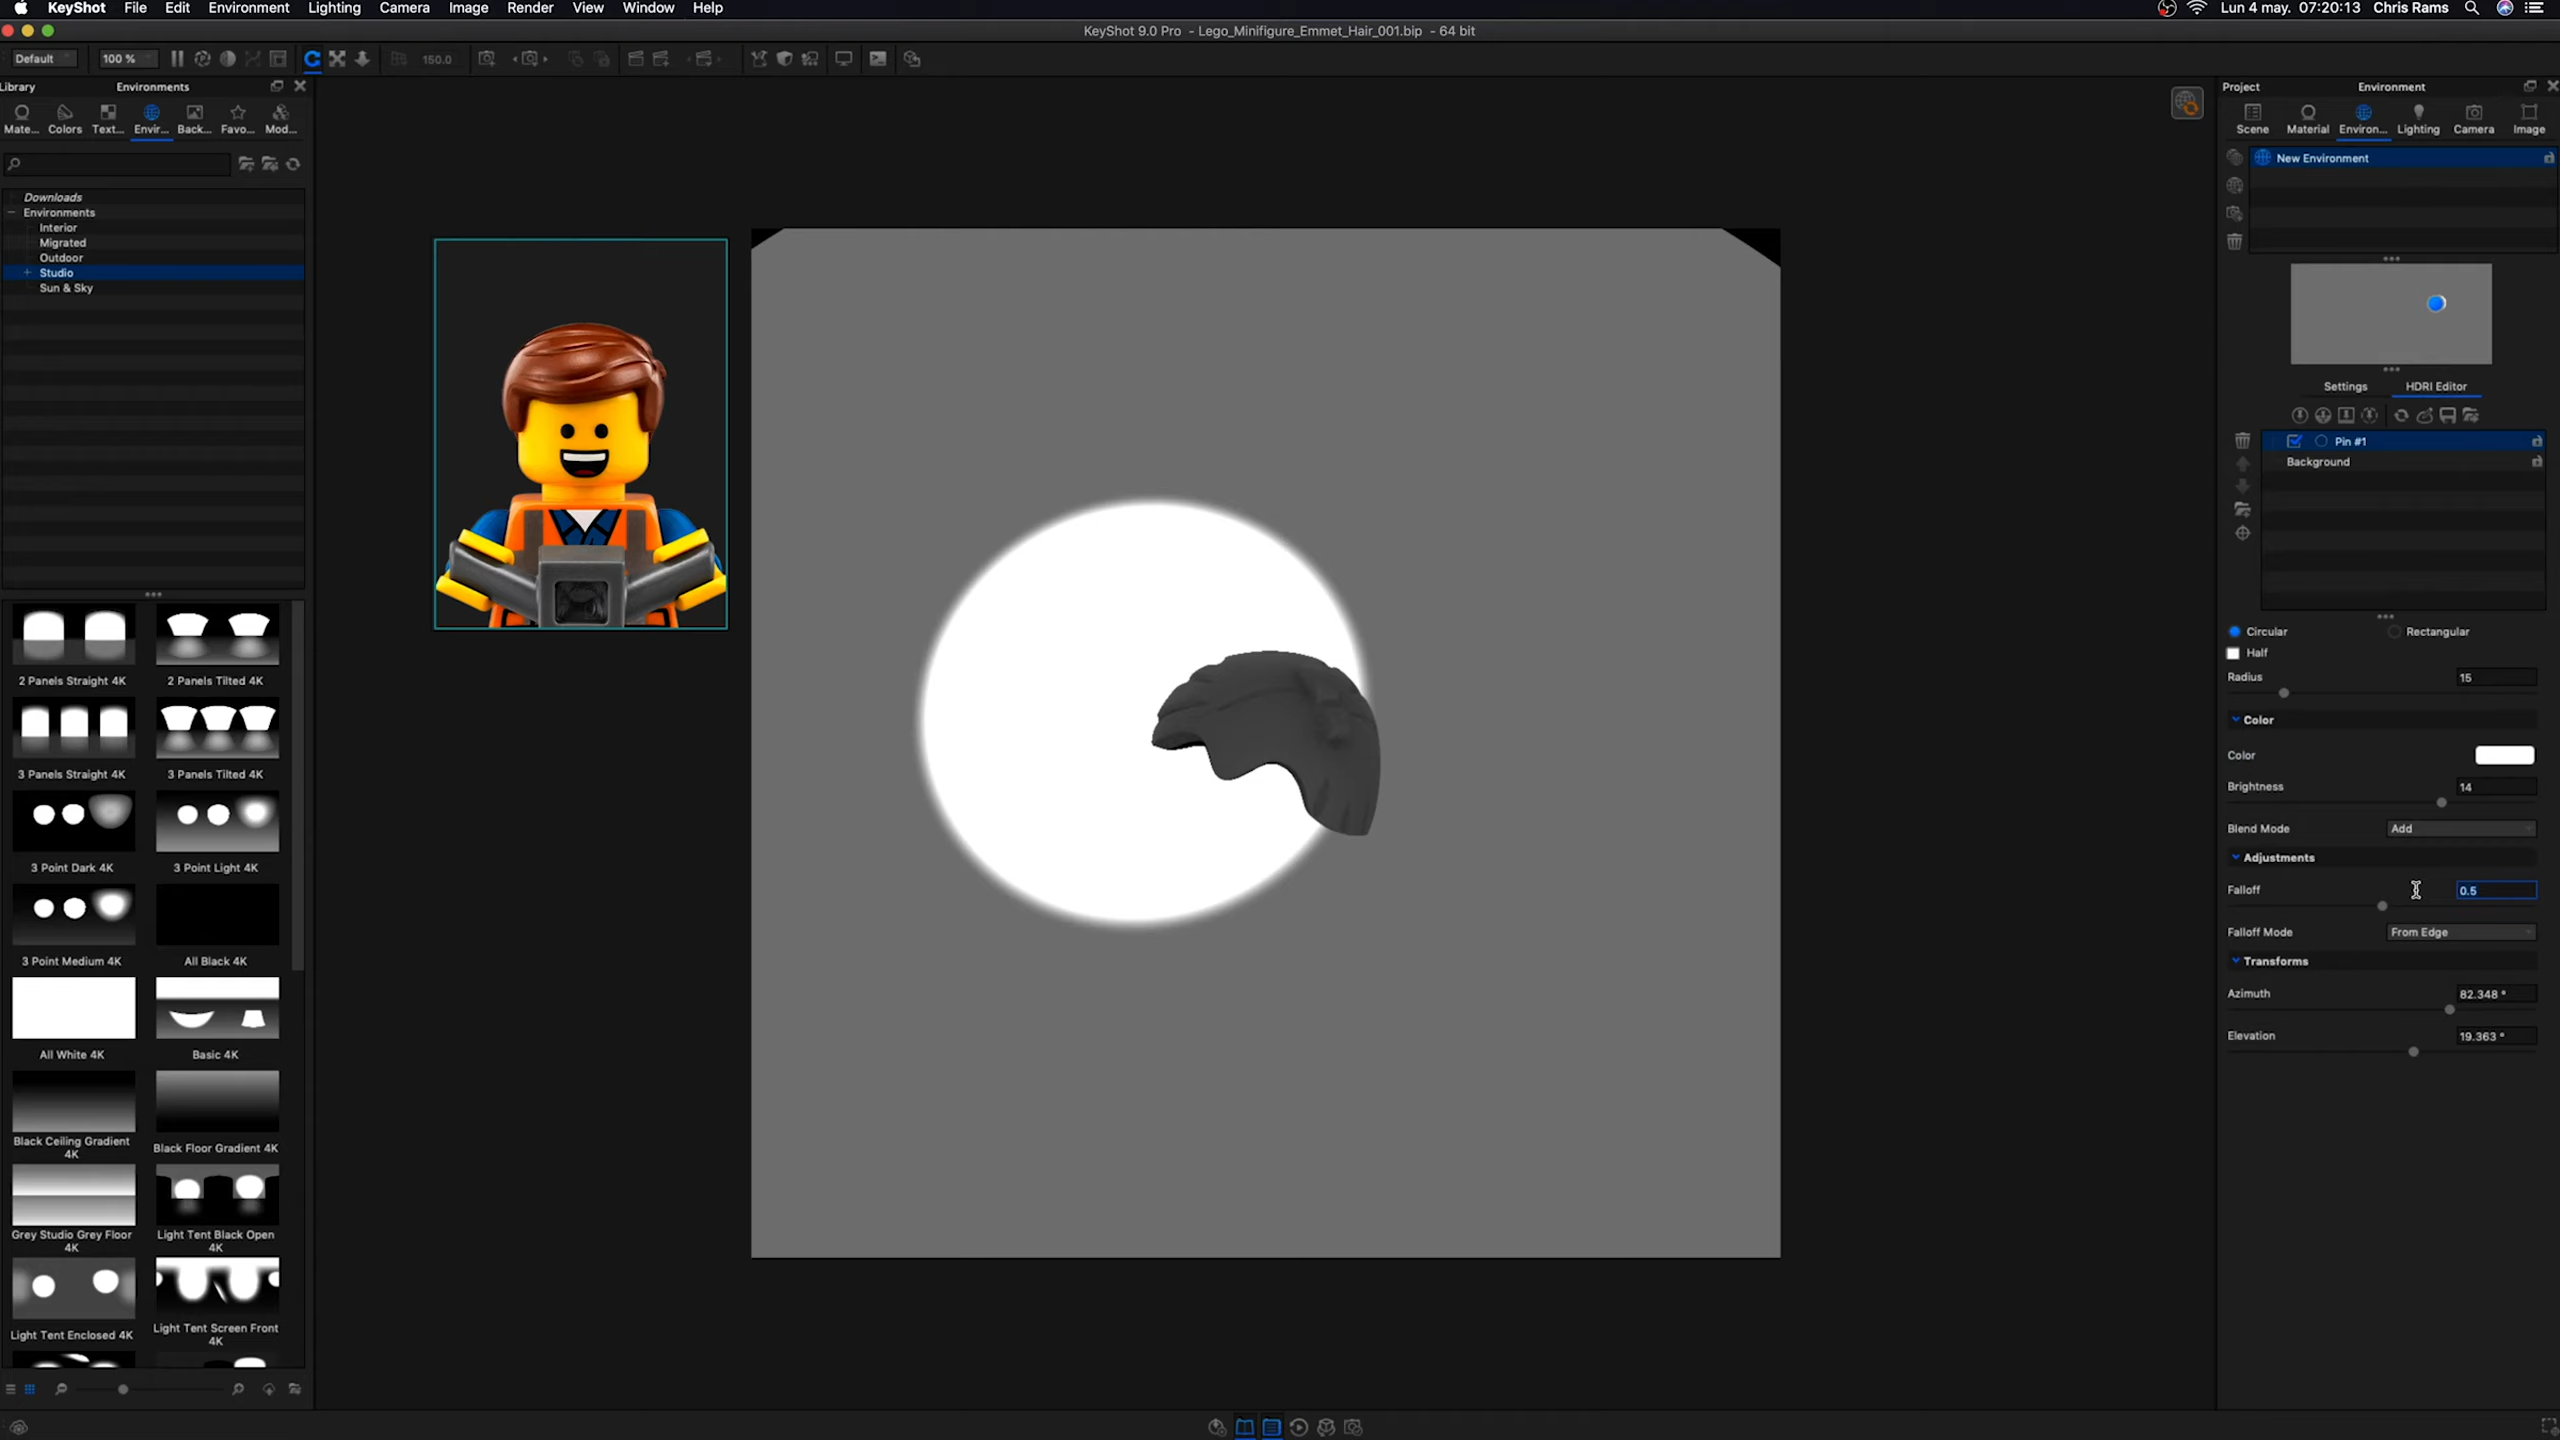 KeyShot File Edit Environment Lighting Camera Image Render View Window Help
Lun 4 may. 07:20:13 Chris Rams
KeyShot 9.0 Pro - Lego_Minifigure_Emmet_Hair_001.bip - 64 bit
Default 100 % 150.0
Library Environments
Mate... Colors Text... Envir... Back... Favo... Mod...
Downloads
Environments
Interior
Migrated
Outdoor
Studio
Sun & Sky
2 Panels Straight 4K 2 Panels Tilted 4K
3 Panels Straight 4K 3 Panels Tilted 4K
3 Point Dark 4K 3 Point Light 4K
3 Point Medium 4K All Black 4K
All White 4K Basic 4K
Black Ceiling Gradient 4K Black Floor Gradient 4K
Grey Studio Grey Floor 4K Light Tent Black Open 4K
Light Tent Enclosed 4K Light Tent Screen Front 4K
Project Environment
Scene Material Environ... Lighting Camera Image
New Environment
Settings HDRI Editor
Pin #1
Background
Circular Rectangular
Half
Radius 15
Color
Color
Brightness 14
Blend Mode Add
Adjustments
Falloff 0.5
Falloff Mode From Edge
Transforms
Azimuth 82.348 °
Elevation 19.363 °